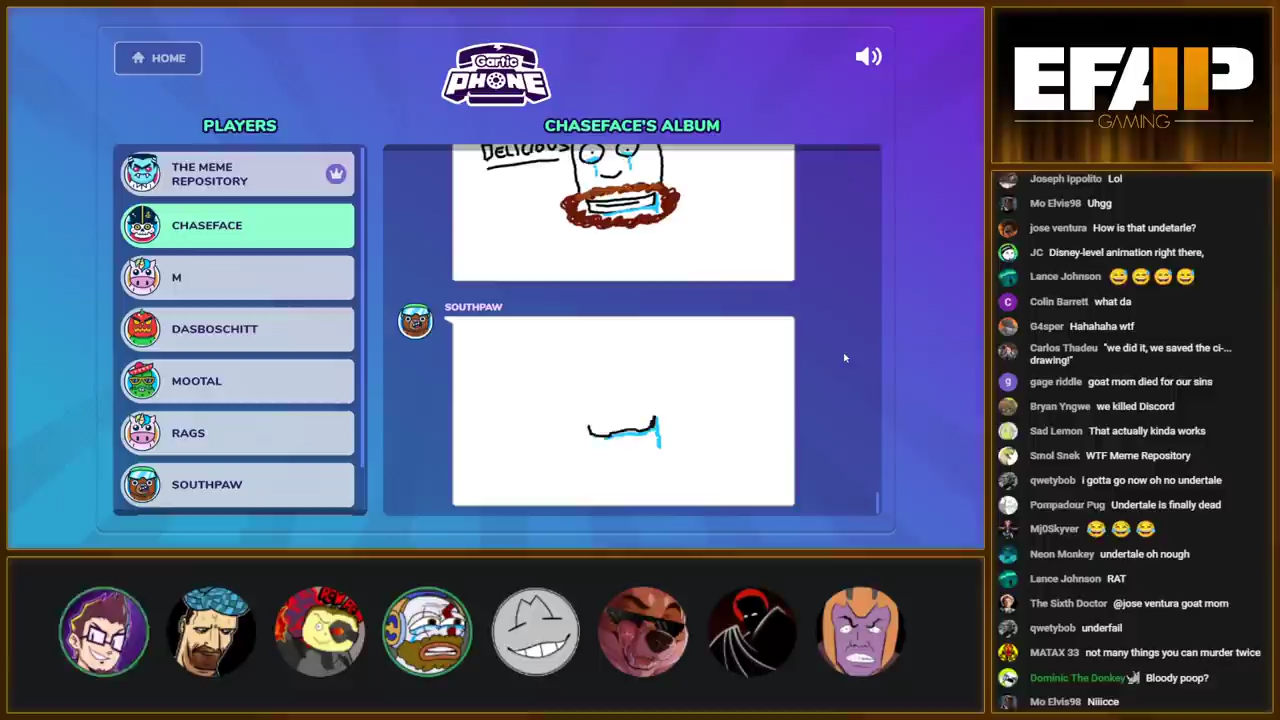 HOME
Gartic
PHONE
PLAYERS
CHASEFACE'S ALBUM
THE MEME
REPOSITORY
CHASEFACE
M
DASBOSCHITT
MOOTAL
RAGS
SOUTHPAW
DELICIOUS
SOUTHPAW
EFAP
GAMING
Joseph Ippolito Lol
Mo Elvis98 Uhgg
jose ventura How is that undetarle?
JC Disney-level animation right there,
Lance Johnson 😅 😅 😅 😅
Colin Barrett what da
G4sper Hahahaha wtf
Carlos Thadeu "we did it, we saved the ci-...
drawing!"
gage riddle goat mom died for our sins
Bryan Yngwe we killed Discord
Sad Lemon That actually kinda works
Smol Snek WTF Meme Repository
qwetybob i gotta go now oh no undertale
Pompadour Pug Undertale is finally dead
Mj0Skyver 😂 😂 😂
Neon Monkey undertale oh nough
Lance Johnson RAT
The Sixth Doctor @jose ventura goat mom
qwetybob underfail
MATAX 33 not many things you can murder twice
Dominic The Donkey Bloody poop?
Mo Elvis98 Niiicce